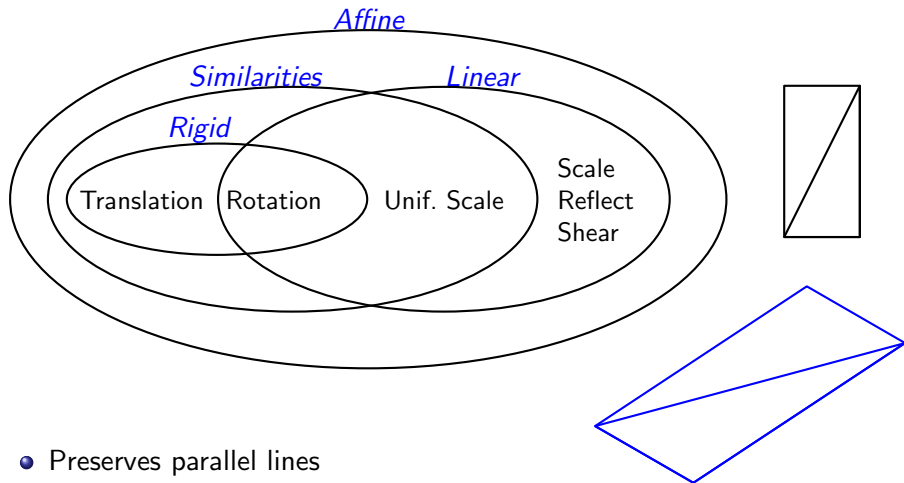 Affine
Similarities
Linear
Rigid
Translation
Rotation
Unif. Scale
Scale
Reflect
Shear
Preserves parallel lines